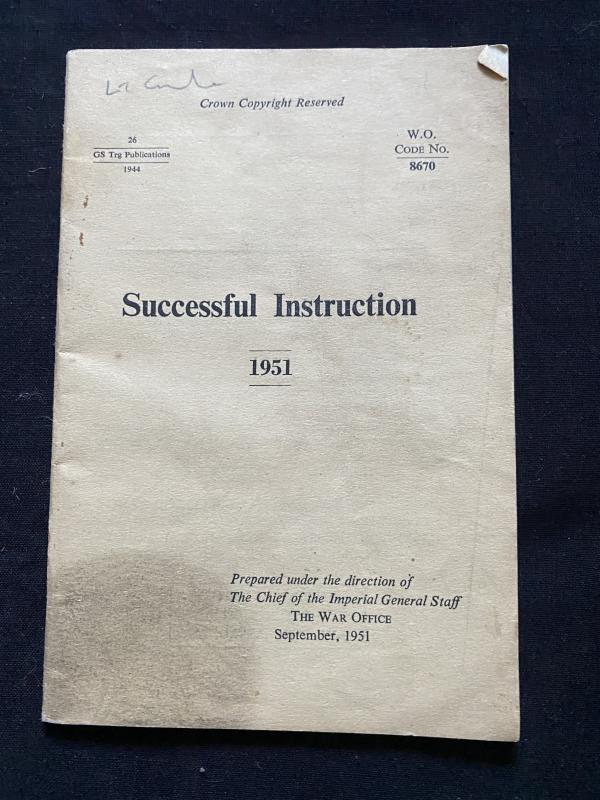 Crown Copyright Reserved
26
GS Trg Publications
1944
W.O.
CODE No.
8670
Successful Instruction
1951
Prepared under the direction of
The Chief of the Imperial General Staff
THE WAR OFFICE
September, 1951